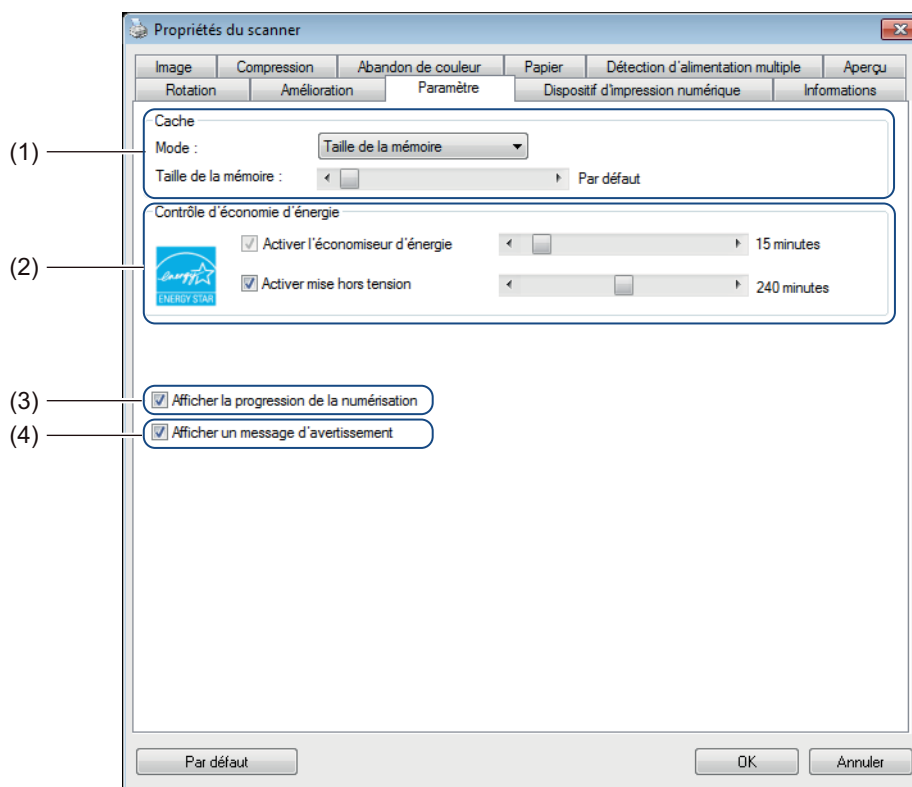 Propriétés du scanner
Image Compression Abandon de couleur Papier Détection d'alimentation multiple Aperçu
Rotation Amélioration Paramètre Dispositif d'impression numérique Informations
Cache
(1) Mode : Taille de la mémoire
Taille de la mémoire : Par défaut
Contrôle d'économie d'énergie
Activer l'économiseur d'énergie 15 minutes
(2) energy
ENERGY STAR
Activer mise hors tension 240 minutes
(3) Afficher la progression de la numérisation
(4) Afficher un message d'avertissement
Par défaut OK Annuler